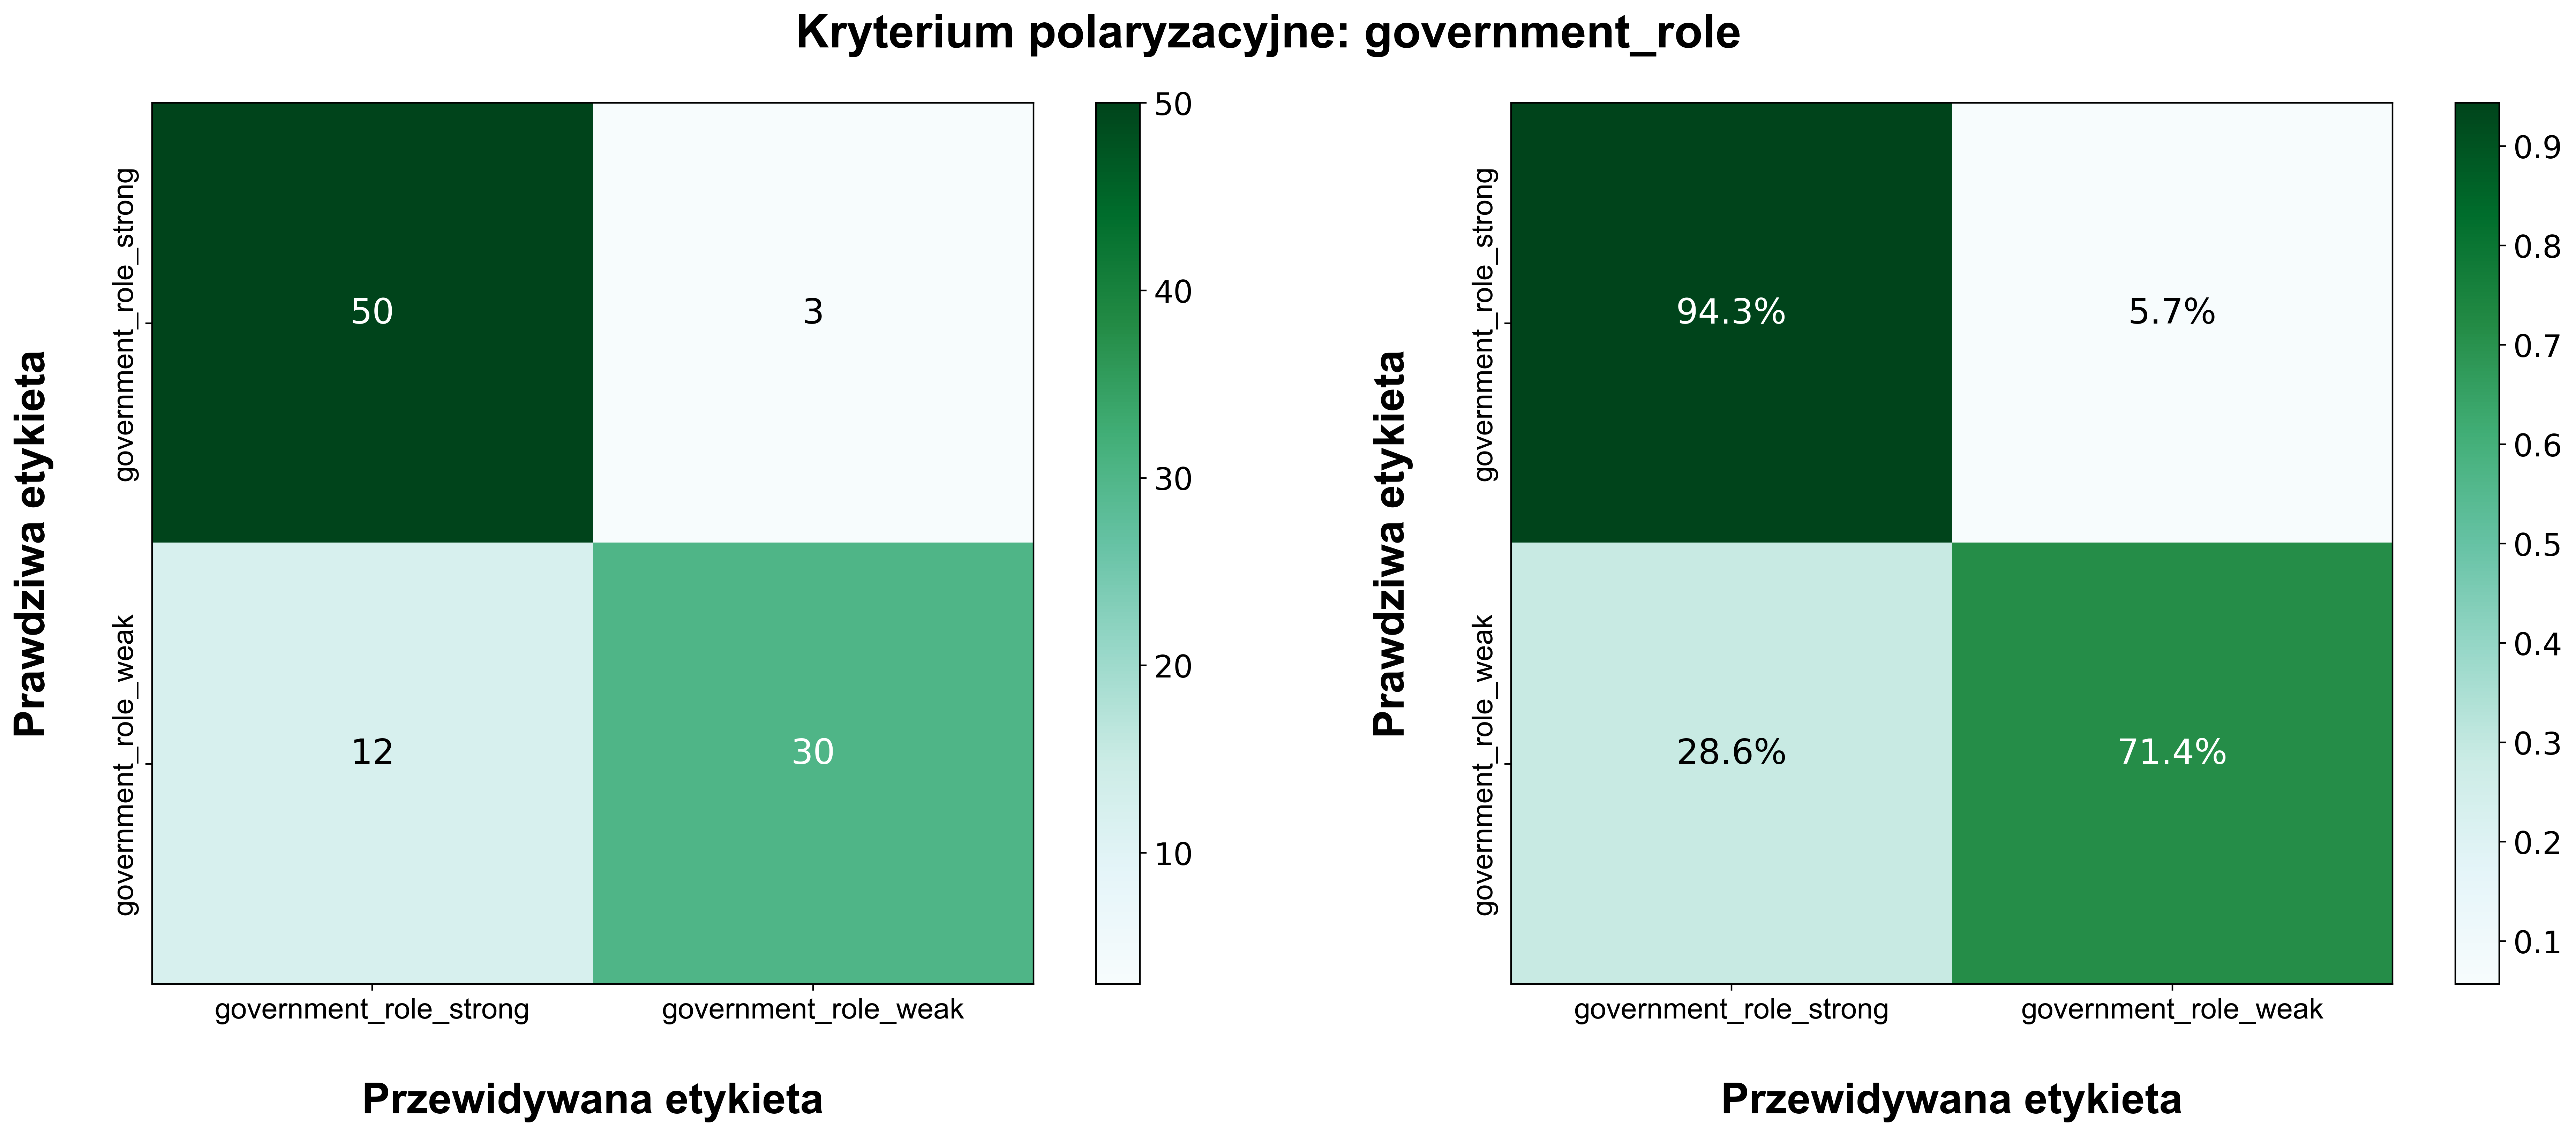 Kryterium polaryzacyjne: government_role
Prawdziwa etykieta
government_role_strong
government_role_weak
50
3
12
30
government_role_strong
government_role_weak
Przewidywana etykieta
50
40
30
20
10
Prawdziwa etykieta
government_role_strong
government_role_weak
94.3%
5.7%
28.6%
71.4%
government_role_strong
government_role_weak
Przewidywana etykieta
0.9
0.8
0.7
0.6
0.5
0.4
0.3
0.2
0.1